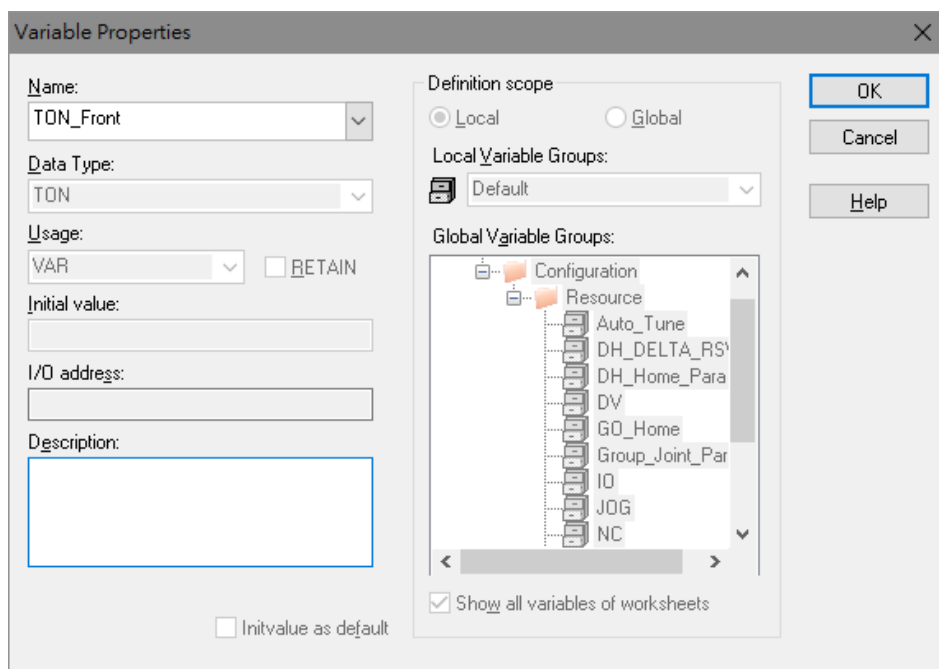 Variable Properties
Name:
TON_Front
Data Type:
TON
Usage:
VAR
RETAIN
Initial value:
I/O address:
Description:
Initvalue as default
Definition scope
Local
Global
Local Variable Groups:
Default
Global Variable Groups:
Configuration
Resource
Auto_Tune
DH_DELTA_RSV
DH_Home_Para
DV
GO_Home
Group_Joint_Par
IO
JOG
NC
Show all variables of worksheets
OK
Cancel
Help